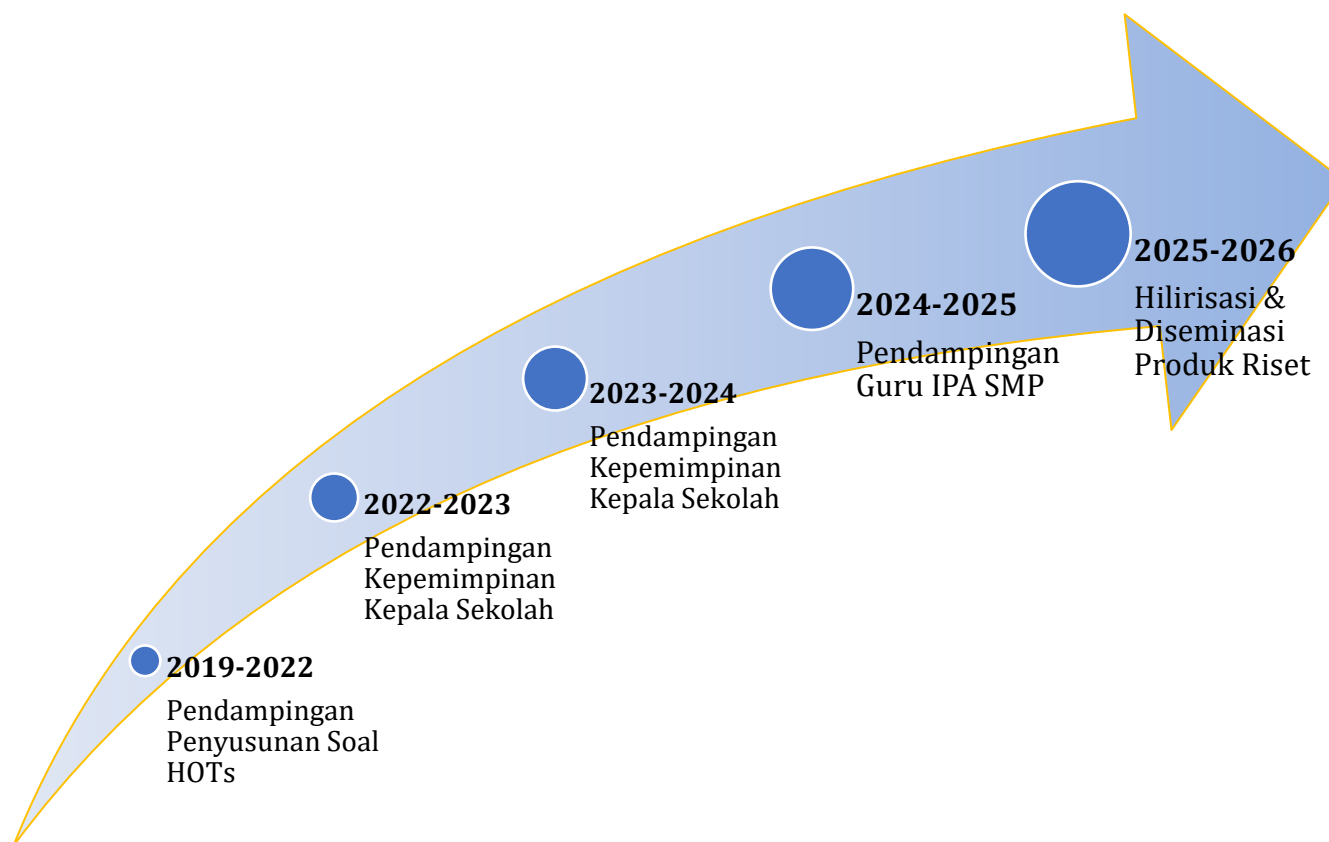 2019-2022
Pendampingan
Penyusunan Soal
HOTs
2022-2023
Pendampingan
Kepemimpinan
Kepala Sekolah
2023-2024
Pendampingan
Kepemimpinan
Kepala Sekolah
2024-2025
Pendampingan
Guru IPA SMP
2025-2026
Hilirisasi &
Diseminasi
Produk Riset